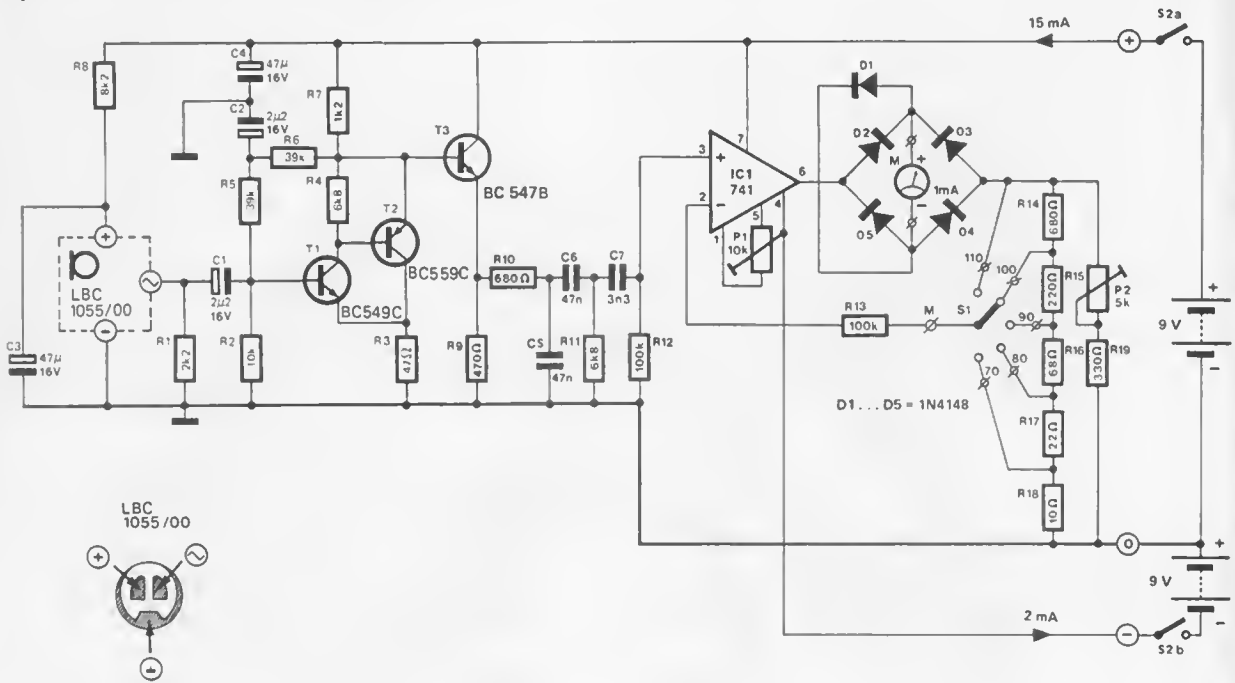 15 mA
S2a
+
R8
8k2
C4
47µ
16V
C2
2µ2
16V
R7
1k2
R6
39k
R5
39k
R4
6k8
T3
BC 547B
T2
BC559C
T1
BC549C
+
LBC
1055/00
C1
2µ2
16V
C3
47µ
16V
R1
2k2
R2
10k
R3
47Ω
R9
470Ω
R10
680Ω
C6
47n
C7
3n3
C5
47n
R11
6k8
R12
100k
3
+
2
−
7
IC1
741
6
5
4
1
P1
10k
D1
D2
D3
M
+
1mA
−
D5
D4
R13
100k
M
S1
110
100
90
80
70
R14
680Ω
R15
220Ω
R16
68Ω
R17
22Ω
R18
10Ω
P2
5k
R19
330Ω
D1 . . . D5 = 1N4148
+
9 V
−
0
+
9 V
−
2 mA
−
S2b
LBC
1055/00
+